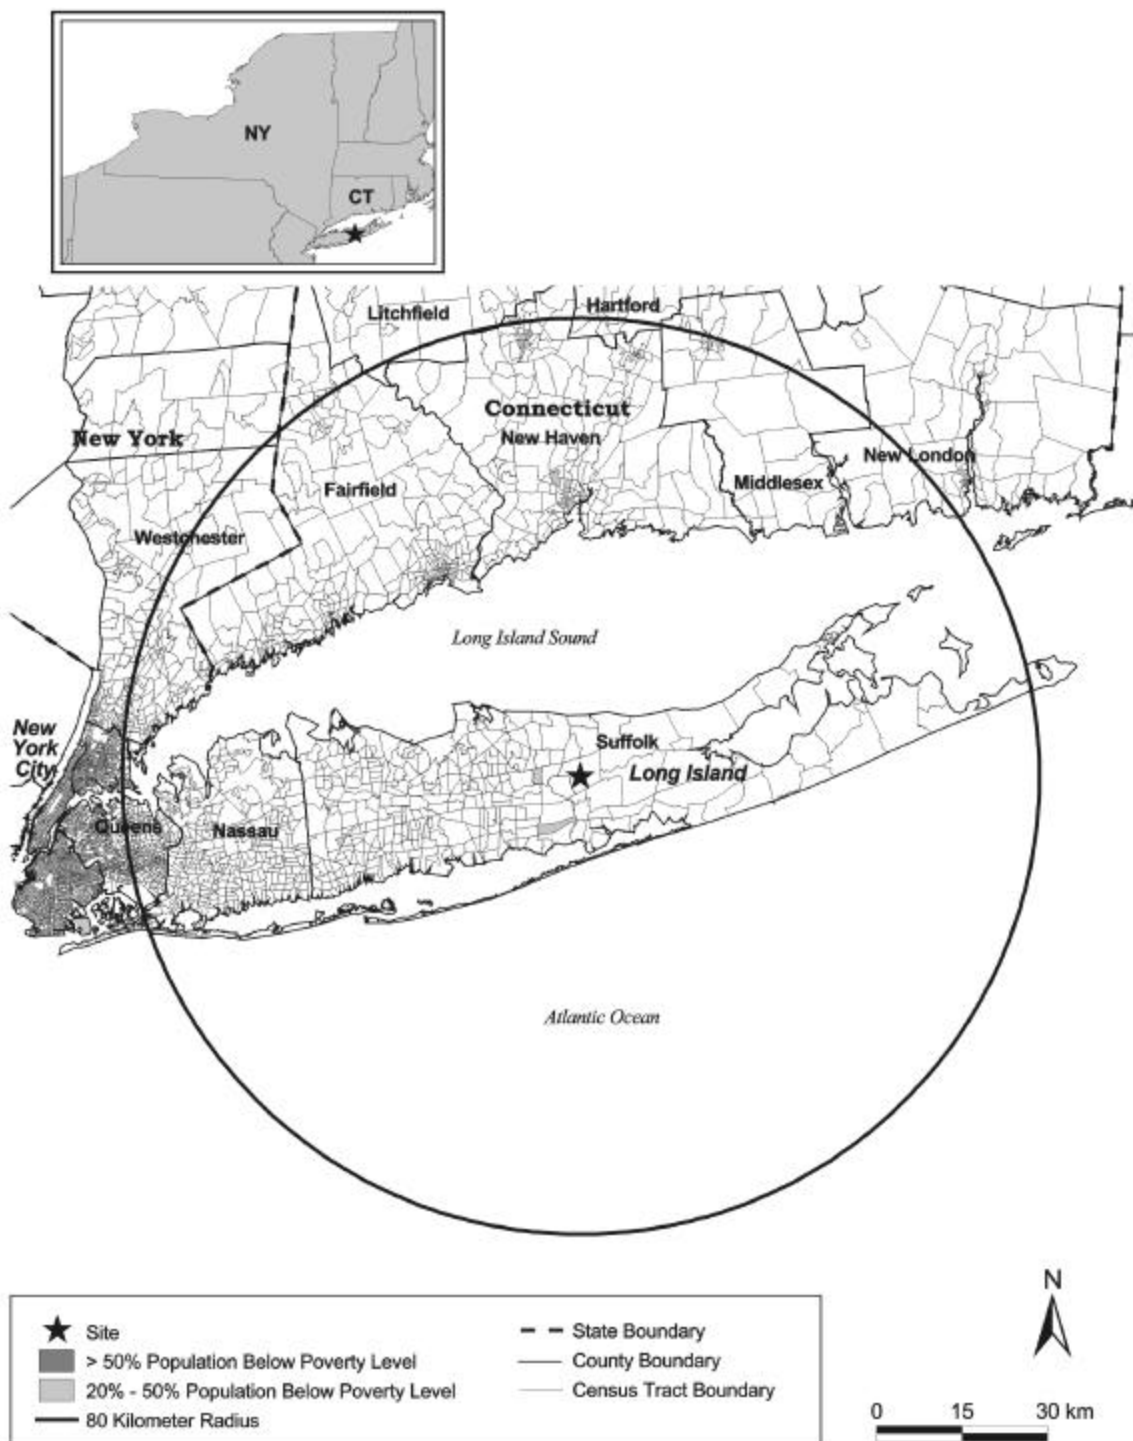 NY
CT
Litchfield
Hartford
Connecticut
New York
New Haven
New London
Fairfield
Middlesex
Westchester
Long Island Sound
New
York
City
Suffolk
Long Island
Queens
Nassau
Atlantic Ocean
N
Site
> 50% Population Below Poverty Level
20% - 50% Population Below Poverty Level
80 Kilometer Radius
State Boundary
County Boundary
Census Tract Boundary
0 15 30 km